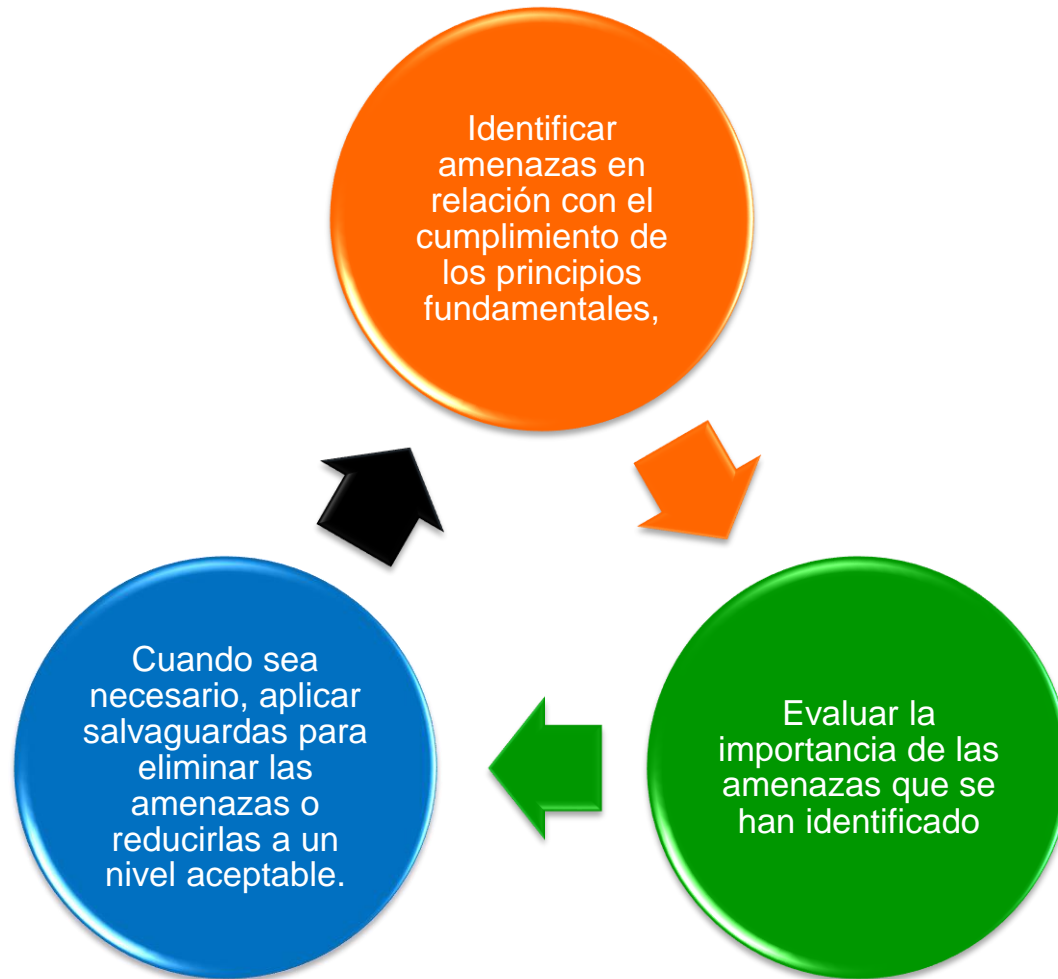 Identificar
amenazas en
relación con el
cumplimiento de
los principios
fundamentales,
Evaluar la
importancia de las
amenazas que se
han identificado
Cuando sea
necesario, aplicar
salvaguardas para
eliminar las
amenazas o
reducirlas a un
nivel aceptable.